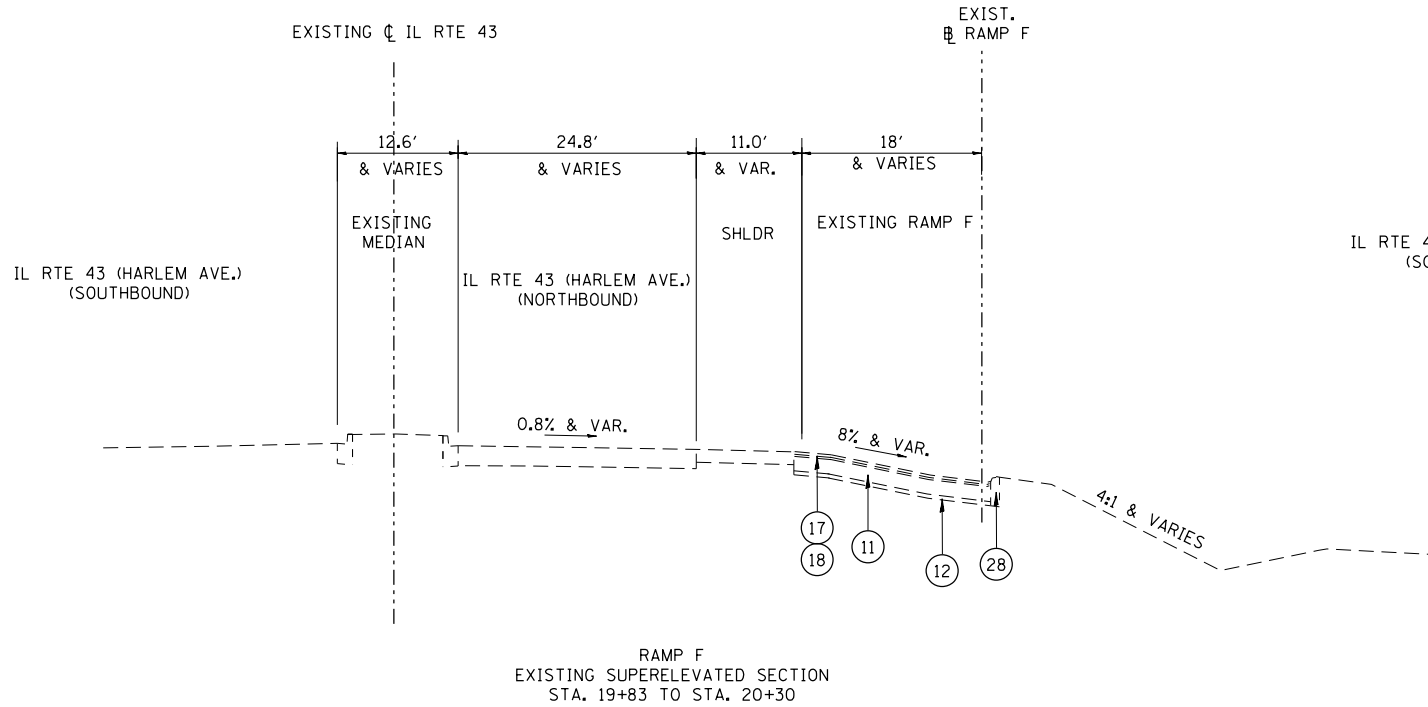 EXISTING ℄ IL RTE 43
EXIST.
BL RAMP F
12.6'
& VARIES
24.8'
& VARIES
11.0'
& VAR.
18'
& VARIES
EXISTING
MEDIAN
SHLDR
EXISTING RAMP F
IL RTE 43 (HARLEM AVE.)
(SOUTHBOUND)
IL RTE 43 (HARLEM AVE.)
(NORTHBOUND)
IL RTE
0.8% & VAR.
8% & VAR.
4:1 & VARIES
17
18
11
12
28
RAMP F
EXISTING SUPERELEVATED SECTION
STA. 19+83 TO STA. 20+30